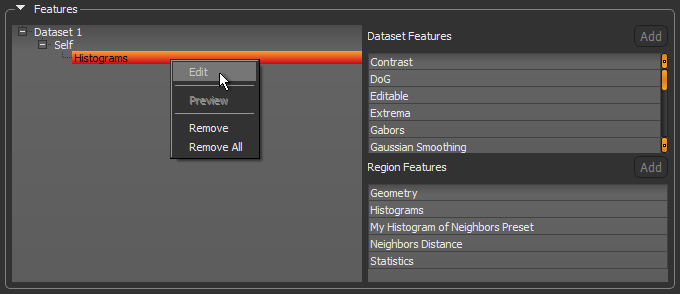 Features
Dataset 1
Self
Histograms
Edit
Preview
Remove
Remove All
Dataset Features
Add
Contrast
DoG
Editable
Extrema
Gabors
Gaussian Smoothing
Region Features
Add
Geometry
Histograms
My Histogram of Neighbors Preset
Neighbors Distance
Statistics